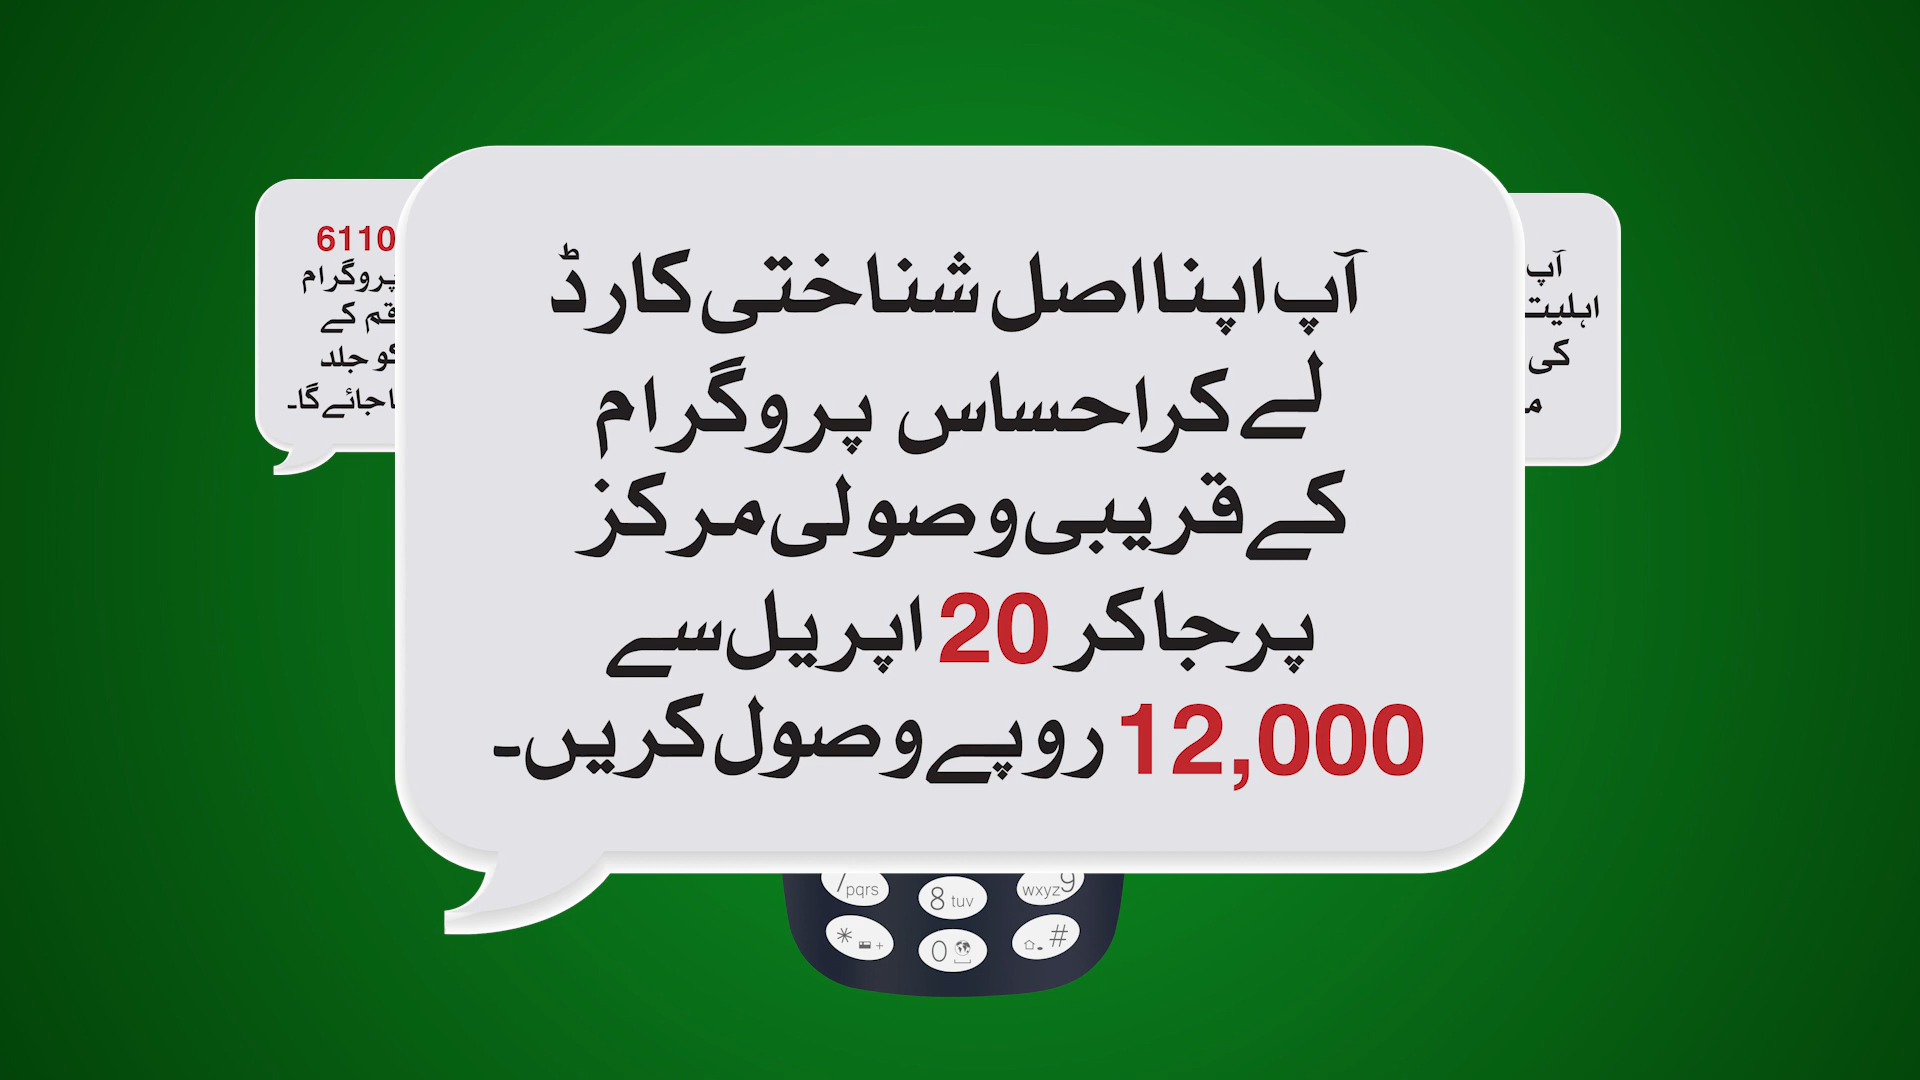 آپ اپنا اصل شناختی کارڈ
لے کر احساس پروگرام
کے قریبی وصولی مرکز
پر جا کر 20 اپریل سے
12,000 روپے وصول کریں۔
6110
پروگرام
قم کے
کو جلد
ا جائے گا۔
آپ
اہلیت
کی
7 pqrs
8 tuv
wxyz 9
* +
0
#